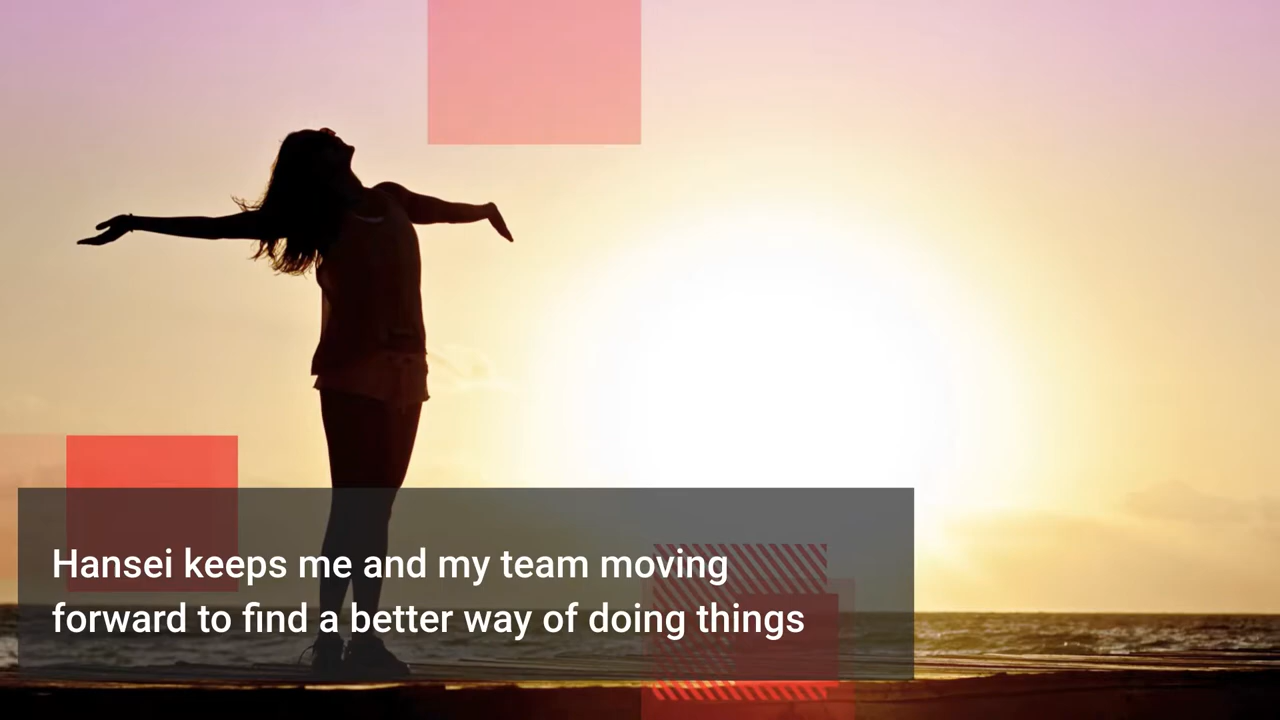 Hansei keeps me and my team moving
forward to find a better way of doing things